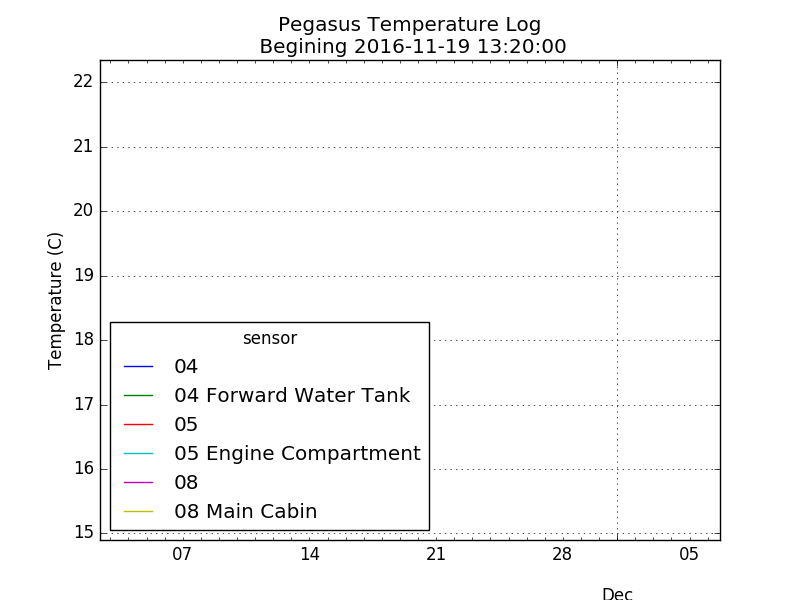 Pegasus Temperature Log
Begining 2016-11-19 13:20:00
22
21
20
19
18
17
16
15
Temperature (C)
sensor
04
04 Forward Water Tank
05
05 Engine Compartment
08
08 Main Cabin
07 14 21 28 05
Dec